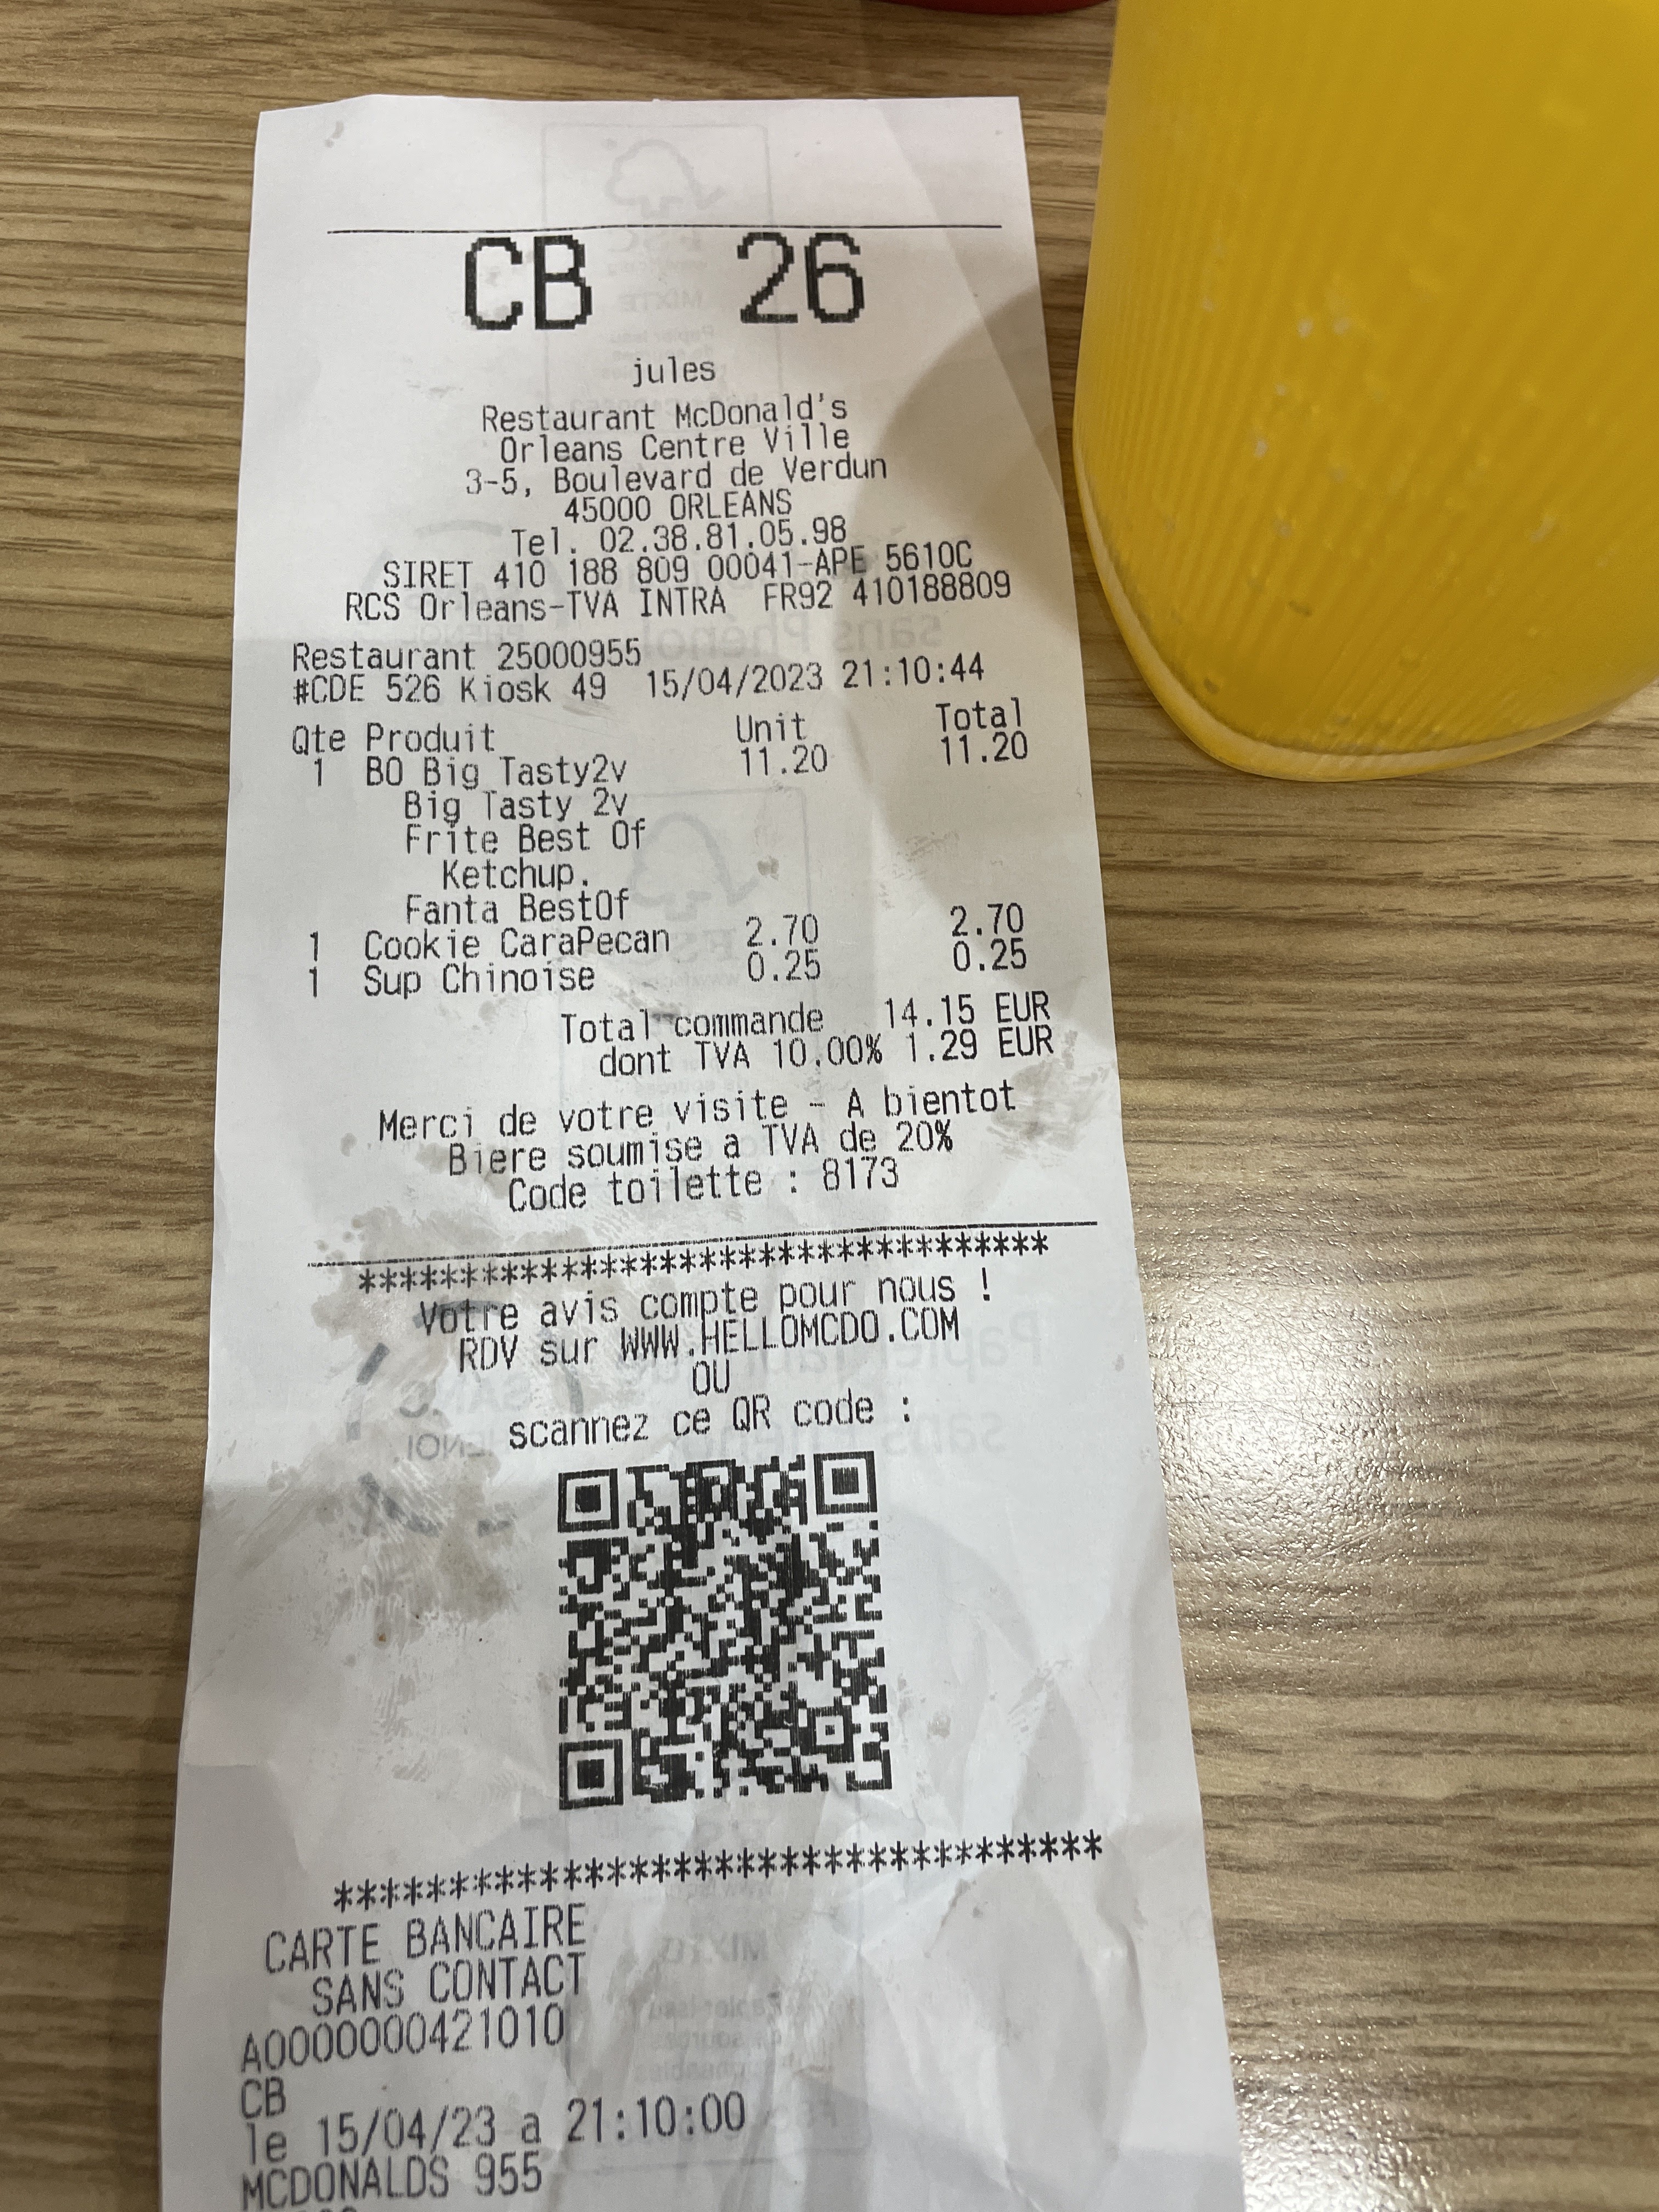 CB 26
jules
Restaurant McDonald's
Orleans Centre Ville
3-5, Boulevard de Verdun
45000 ORLEANS
Tel. 02.38.81.05.98
SIRET 410 188 809 00041-APE 5610C
RCS Orleans-TVA INTRA FR92 410188809
Restaurant 25000955
#CDE 526 Kiosk 49 15/04/2023 21:10:44
Qte Produit Unit Total
1 BO Big Tasty2v 11.20 11.20
Big Tasty 2v
Frite Best Of
Ketchup.
Fanta BestOf
1 Cookie CaraPecan 2.70 2.70
1 Sup Chinoise 0.25 0.25
Total commande 14.15 EUR
dont TVA 10.00% 1.29 EUR
Merci de votre visite - A bientot
Biere soumise a TVA de 20%
Code toilette : 8173
***********************************
Votre avis compte pour nous !
RDV sur WWW.HELLOMCDO.COM
OU
scannez ce QR code :
*********************************
CARTE BANCAIRE
SANS CONTACT
A0000000421010
CB
le 15/04/23 a 21:10:00
MCDONALDS 955